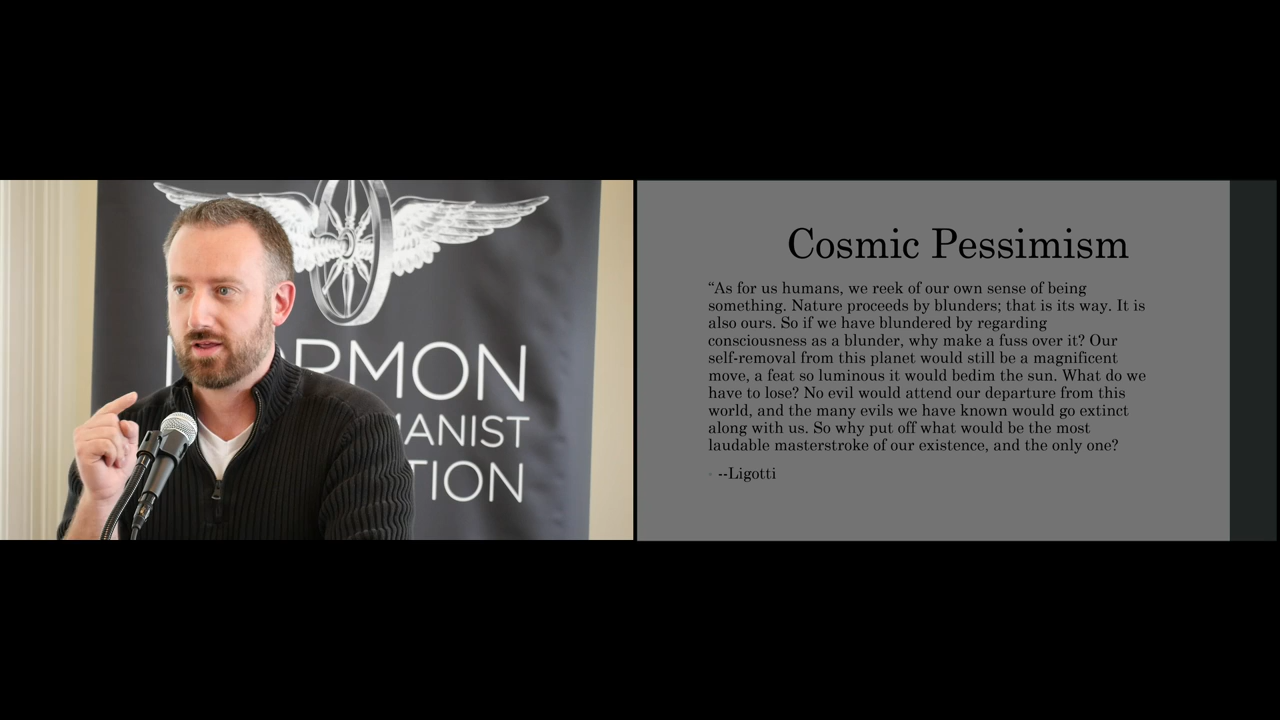 ORMON
MANIST
TION
Cosmic Pessimism
“As for us humans, we reek of our own sense of being
something. Nature proceeds by blunders; that is its way. It is
also ours. So if we have blundered by regarding
consciousness as a blunder, why make a fuss over it? Our
self-removal from this planet would still be a magnificent
move, a feat so luminous it would bedim the sun. What do we
have to lose? No evil would attend our departure from this
world, and the many evils we have known would go extinct
along with us. So why put off what would be the most
laudable masterstroke of our existence, and the only one?
--Ligotti